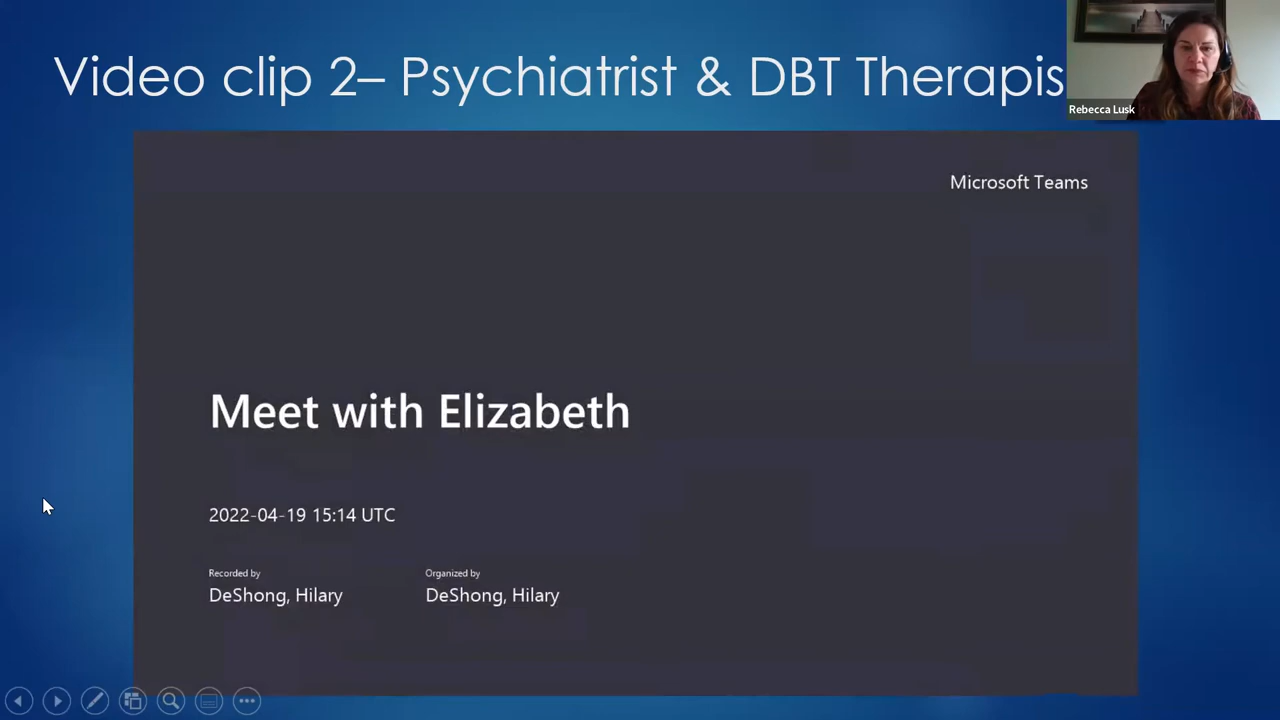 Video clip 2– Psychiatrist & DBT Therapis
Rebecca Lusk
Microsoft Teams
Meet with Elizabeth
2022-04-19 15:14 UTC
Recorded by
Organized by
DeShong, Hilary
DeShong, Hilary